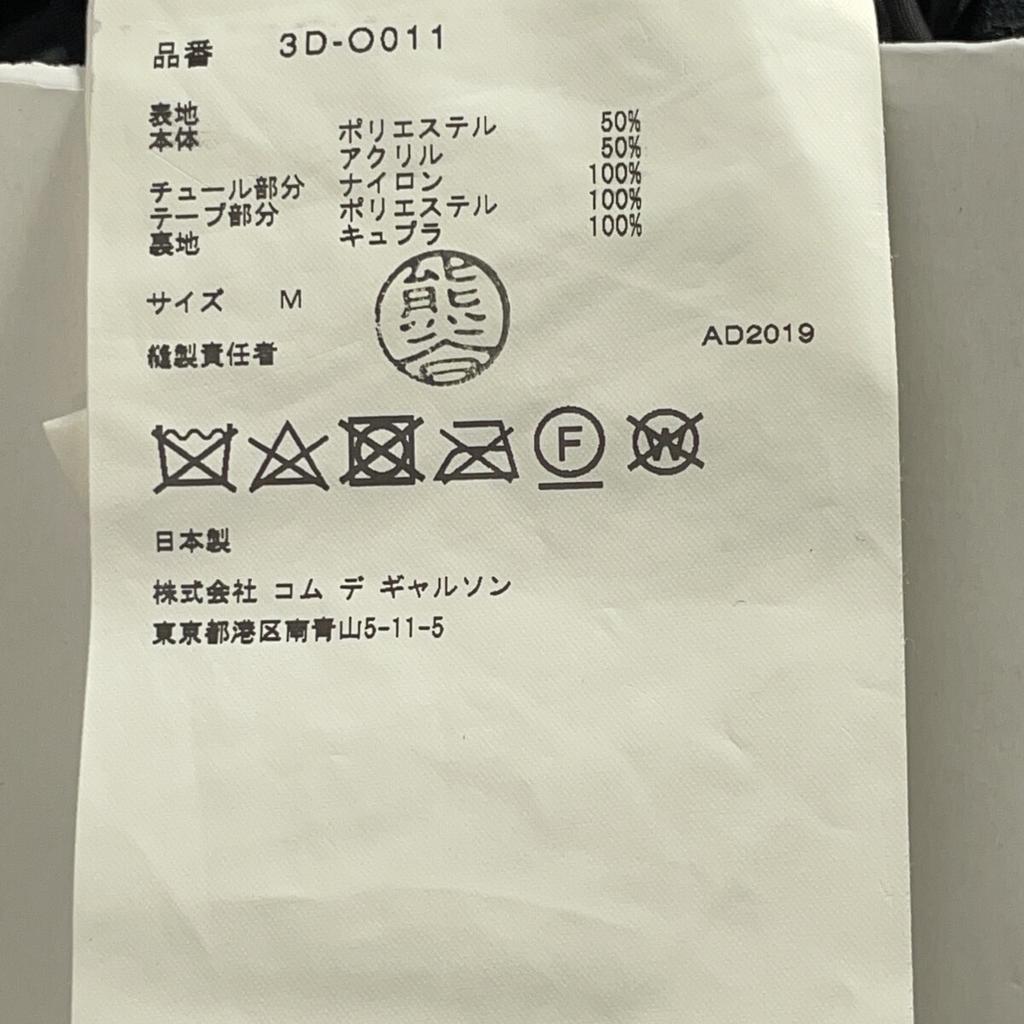 品番 3D-O011
表地
本体 ポリエステル 50%
アクリル 50%
チュール部分 ナイロン 100%
テープ部分 ポリエステル 100%
裏地 キュプラ 100%
サイズ M
熊谷
縫製責任者 AD2019
F W
日本製
株式会社 コム デ ギャルソン
東京都港区南青山5-11-5